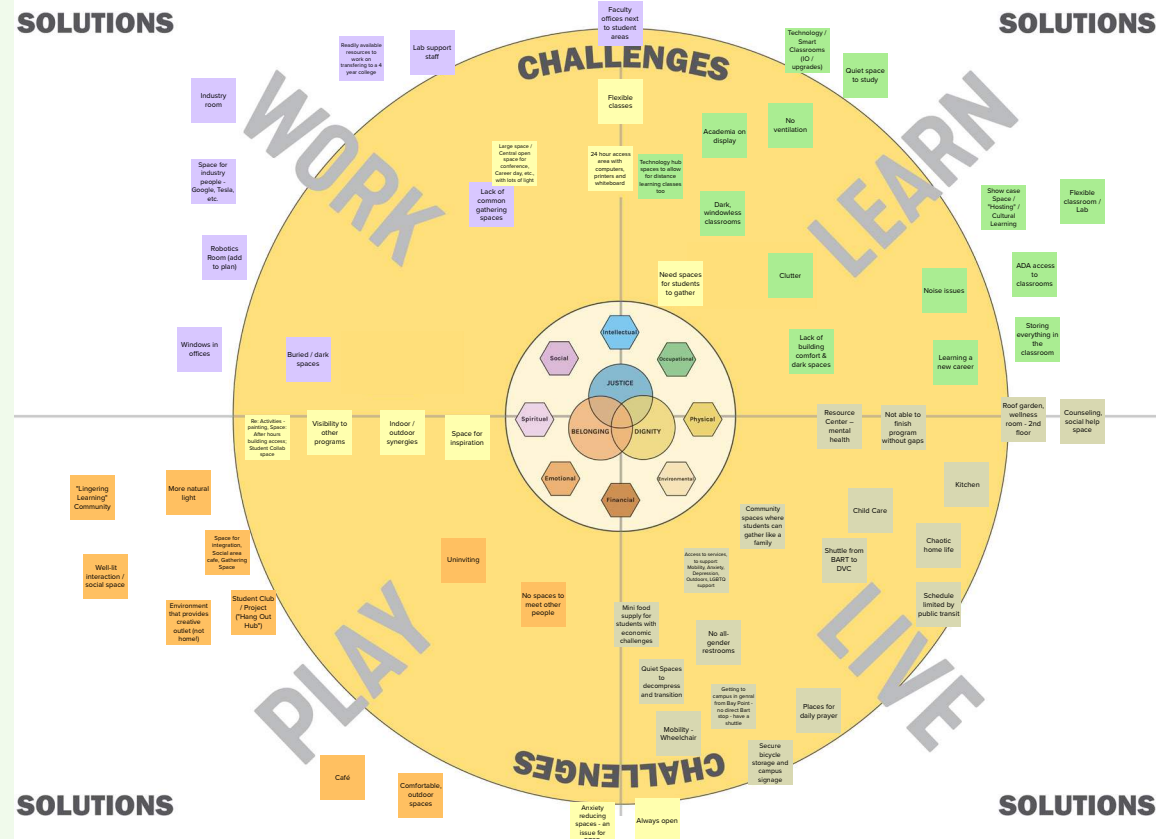 SOLUTIONS
SOLUTIONS
CHALLENGES
WORK
LEARN
Faculty
offices next
to student
areas
Readily available
resources to
work on
transfering to a 4
year college
Lab support
staff
Industry
room
Space for
industry
people -
Google, Tesla,
etc.
Robotics
Room (add
to plan)
Windows in
offices
Buried / dark
spaces
Large space /
Central open
space for
conference,
Career day, etc.,
with lots of light
Lack of
common
gathering
spaces
Flexible
classes
24 hour access
area with
computers,
printers and
whiteboard
Technology hub
spaces to allow
for distance
learning classes
too
Need spaces
for students
to gather
Technology /
Smart
Classrooms
(IO /
upgrades)
Quiet space
to study
Academia on
display
No
ventilation
Dark,
windowless
classrooms
Clutter
Lack of
building
comfort &
dark spaces
Noise issues
Learning a
new career
Show case
Space /
"Hosting" /
Cultural
Learning
Flexible
classroom /
Lab
ADA access
to
classrooms
Storing
everything in
the
classroom
Intellectual
Social
Occupational
JUSTICE
Spirituel
Physical
BELONGING
DIGNITY
Emotional
Environmental
Financial
Re: Activities -
painting, Space:
After hours
building access;
Student Collab
space
Visibility to
other
programs
Indoor /
outdoor
synergies
Space for
inspiration
Resource
Center –
mental
health
Not able to
finish
program
without gaps
Roof garden,
wellness
room - 2nd
floor
Counseling,
social help
space
"Lingering
Learning"
Community
More natural
light
Space for
integration,
Social area
cafe, Gathering
Space
Well-lit
interaction /
social space
Environment
that provides
creative
outlet (not
home!)
Student Club
/ Project
("Hang Out
Hub")
Uninviting
No spaces to
meet other
people
Café
Comfortable,
outdoor
spaces
Kitchen
Child Care
Community
spaces where
students can
gather like a
family
Chaotic
home life
Shuttle from
BART to
DVC
Access to services,
to support:
Mobility, Anxiety,
Depression,
Outdoors, LGBTQ
support
Schedule
limited by
public transit
Mini food
supply for
students with
economic
challenges
No all-
gender
restrooms
Quiet Spaces
to
decompress
and transition
Getting to
campus in genral
from Bay Point -
no direct Bart
stop - have a
shuttle
Places for
daily prayer
Mobility -
Wheelchair
Secure
bicycle
storage and
campus
signage
PLAY
LIVE
CHALLENGES
Anxiety
reducing
spaces - an
issue for
Always open
SOLUTIONS
SOLUTIONS